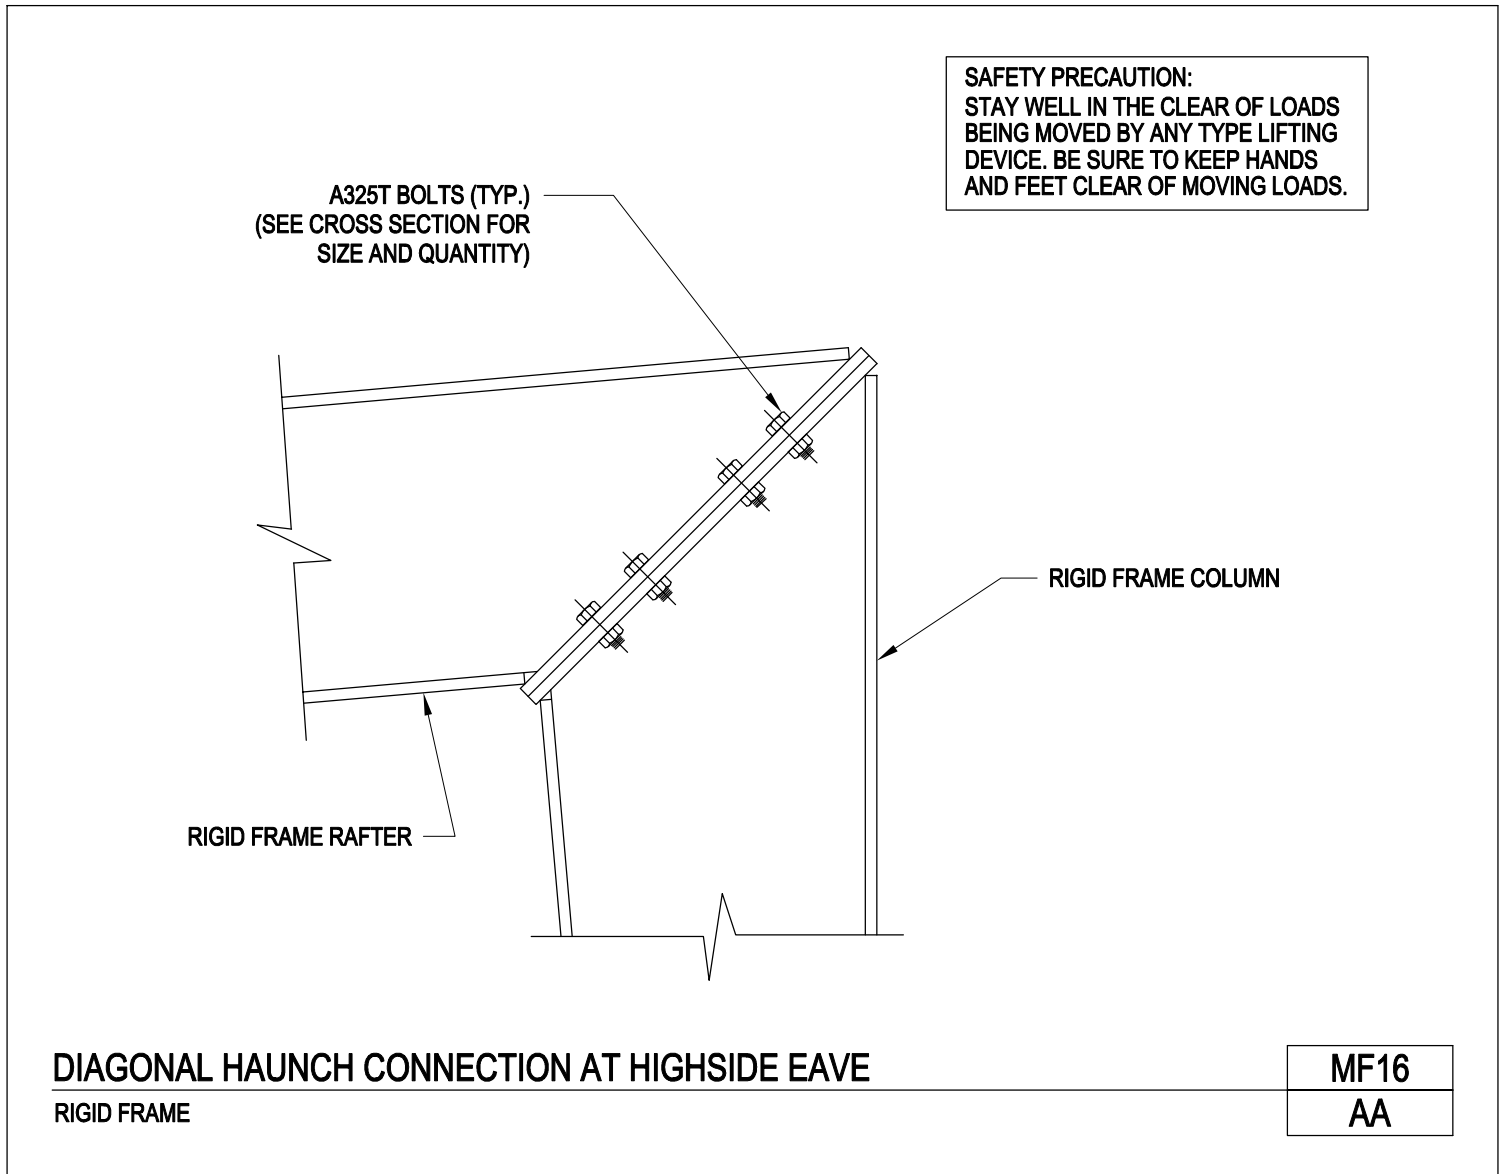 SAFETY PRECAUTION:
STAY WELL IN THE CLEAR OF LOADS
BEING MOVED BY ANY TYPE LIFTING
DEVICE. BE SURE TO KEEP HANDS
AND FEET CLEAR OF MOVING LOADS.
A325T BOLTS (TYP.)
(SEE CROSS SECTION FOR
SIZE AND QUANTITY)
RIGID FRAME COLUMN
RIGID FRAME RAFTER
DIAGONAL HAUNCH CONNECTION AT HIGHSIDE EAVE
RIGID FRAME
MF16
AA